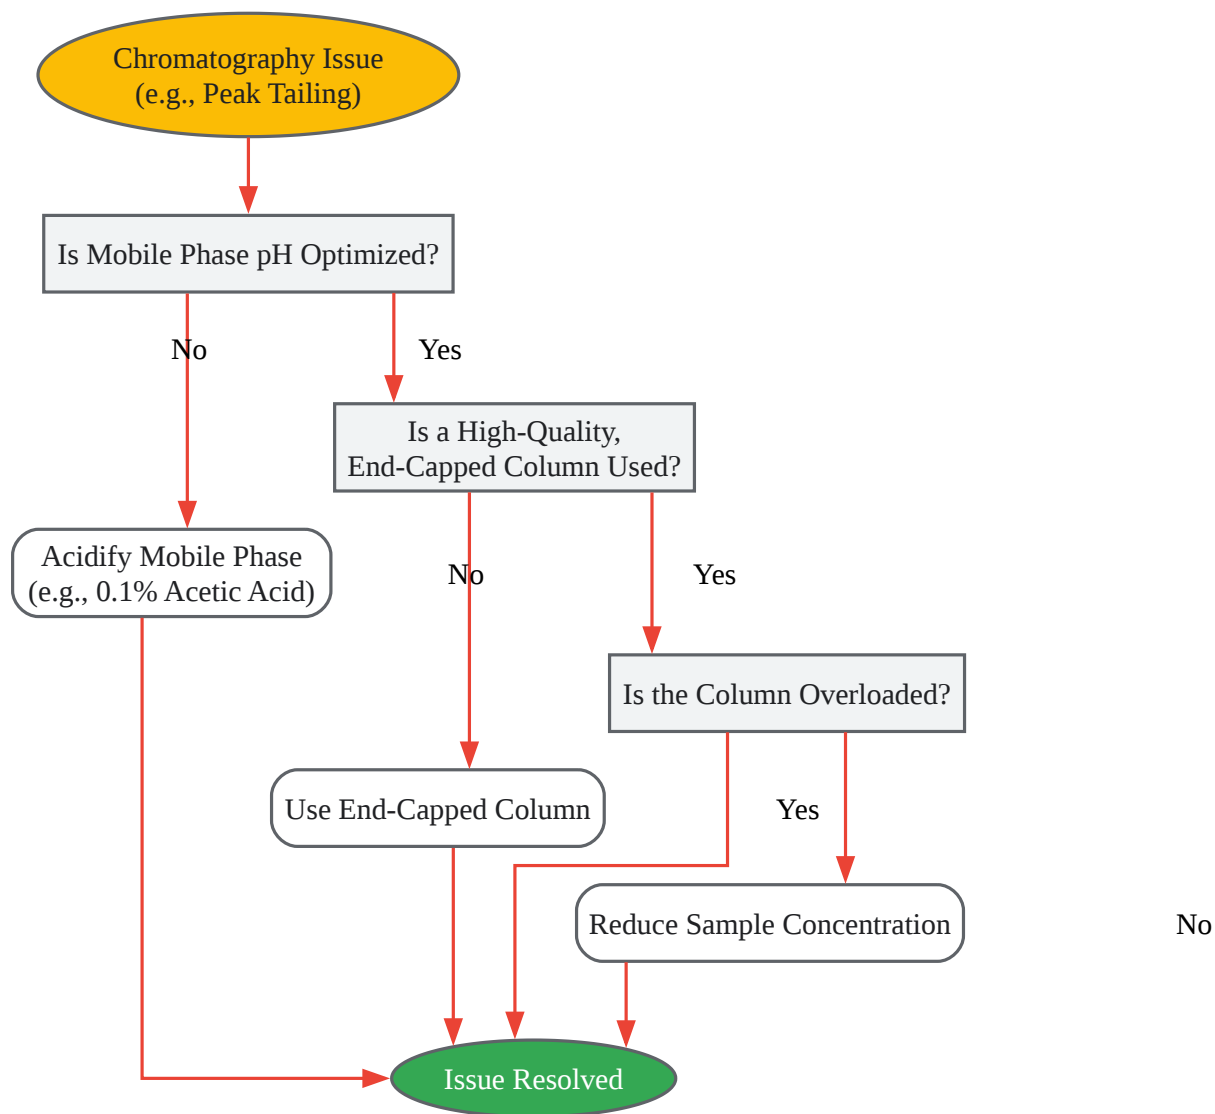 Chromatography Issue
(e.g., Peak Tailing)
Is Mobile Phase pH Optimized?
No
Yes
Is a High-Quality,
End-Capped Column Used?
Acidify Mobile Phase
(e.g., 0.1% Acetic Acid)
No
Yes
Is the Column Overloaded?
Use End-Capped Column
Yes
Reduce Sample Concentration
No
Issue Resolved